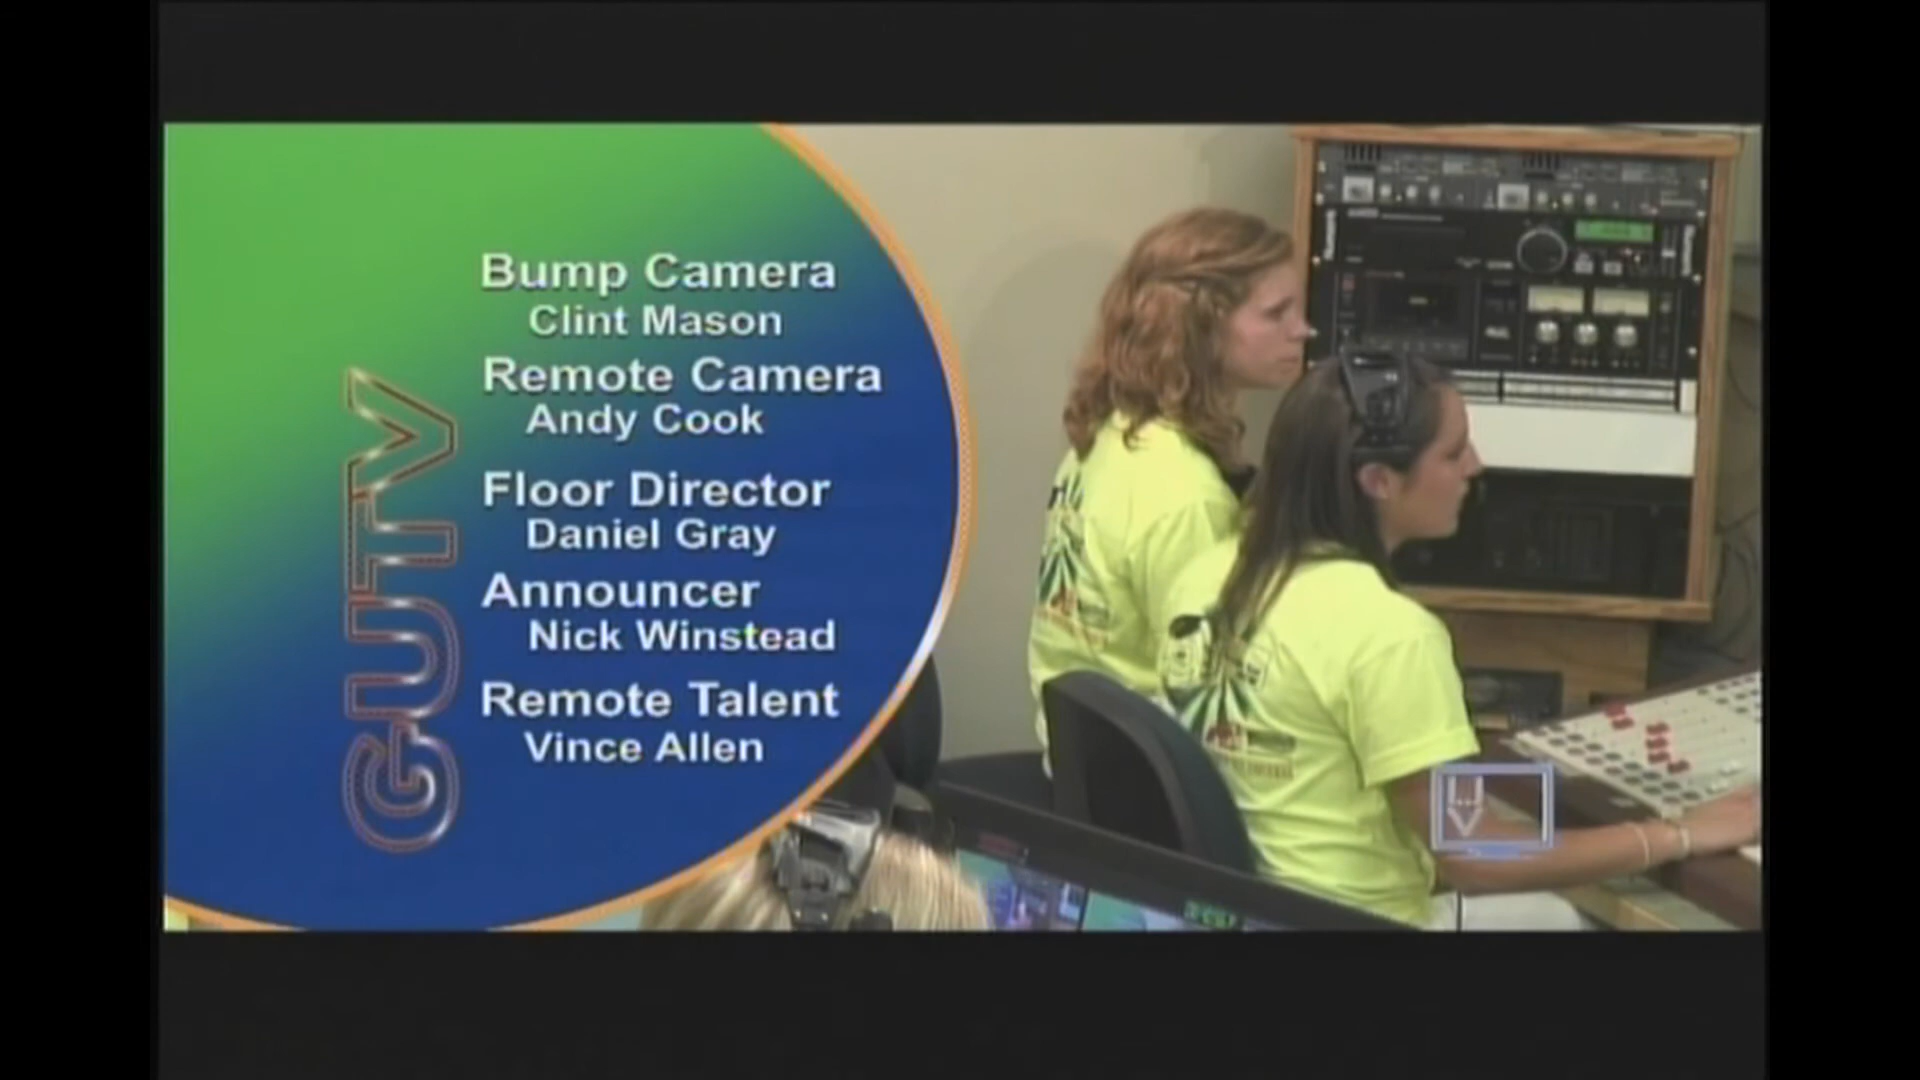 Bump Camera
Clint Mason
Remote Camera
Andy Cook
Floor Director
Daniel Gray
Announcer
Nick Winstead
Remote Talent
Vince Allen
GUTV